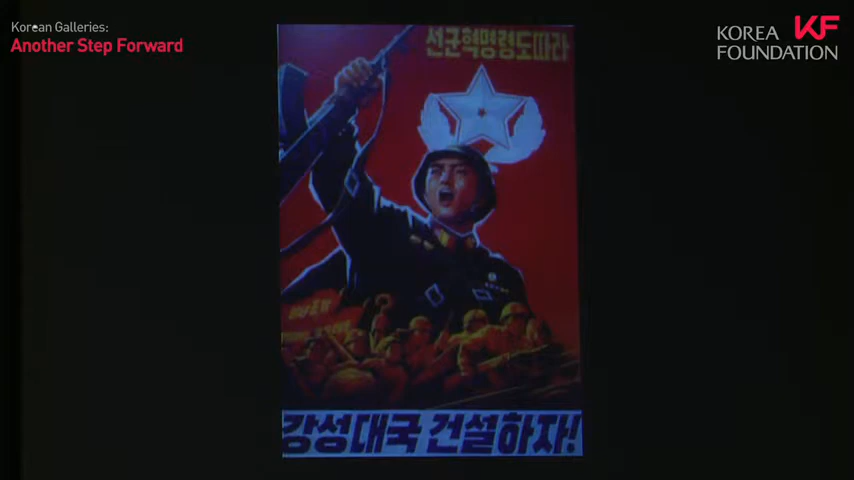 Korean Galleries:
Another Step Forward
KOREA KF
FOUNDATION
선군혁명령도따라
강성대국 건설하자!